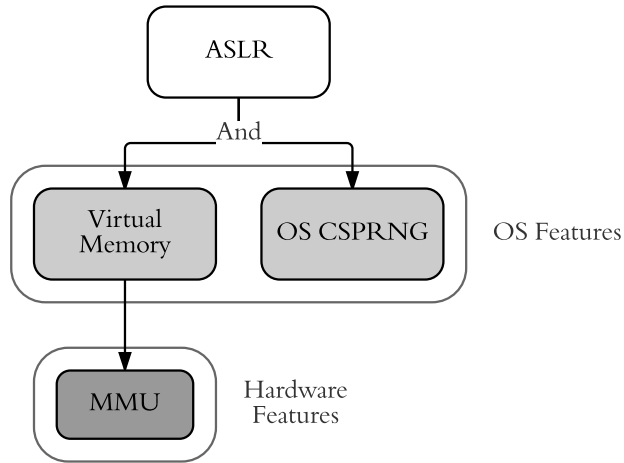 ASLR
And
Virtual
Memory
OS CSPRNG
OS Features
MMU
Hardware
Features